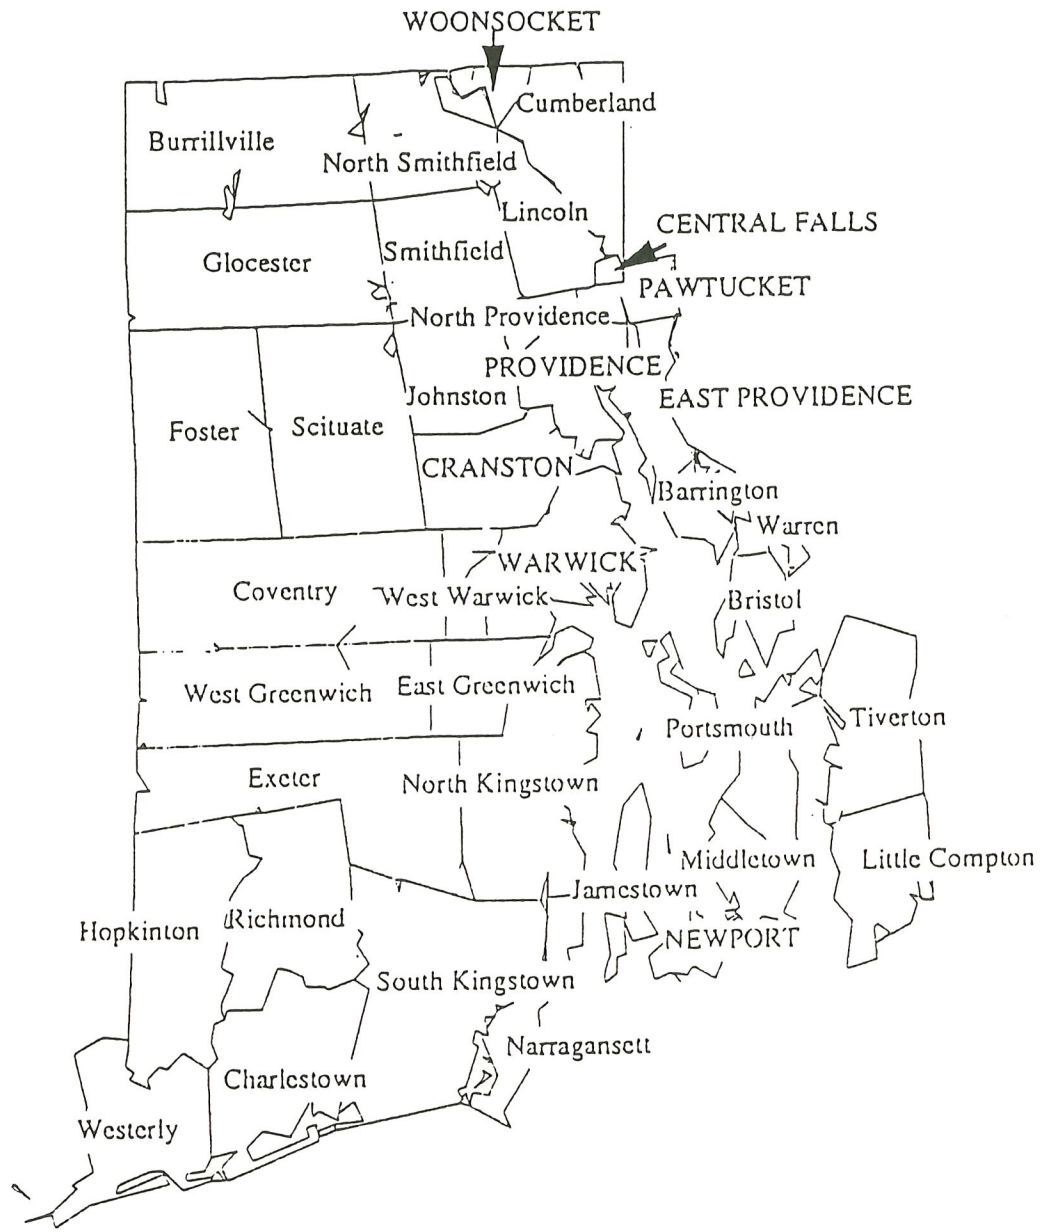 WOONSOCKET
Cumberland
Burrillville
North Smithfield
Lincoln
CENTRAL FALLS
Smithfield
Glocester
PAWTUCKET
North Providence
PROVIDENCE
Johnston
EAST PROVIDENCE
Foster
Scituate
CRANSTON
Barrington
Warren
WARWICK
Coventry
West Warwick
Bristol
West Greenwich
East Greenwich
Tiverton
Portsmouth
Exeter
North Kingstown
Middletown
Little Compton
Jamestown
Richmond
Hopkinton
NEWPORT
South Kingstown
Narragansett
Charlestown
Westerly